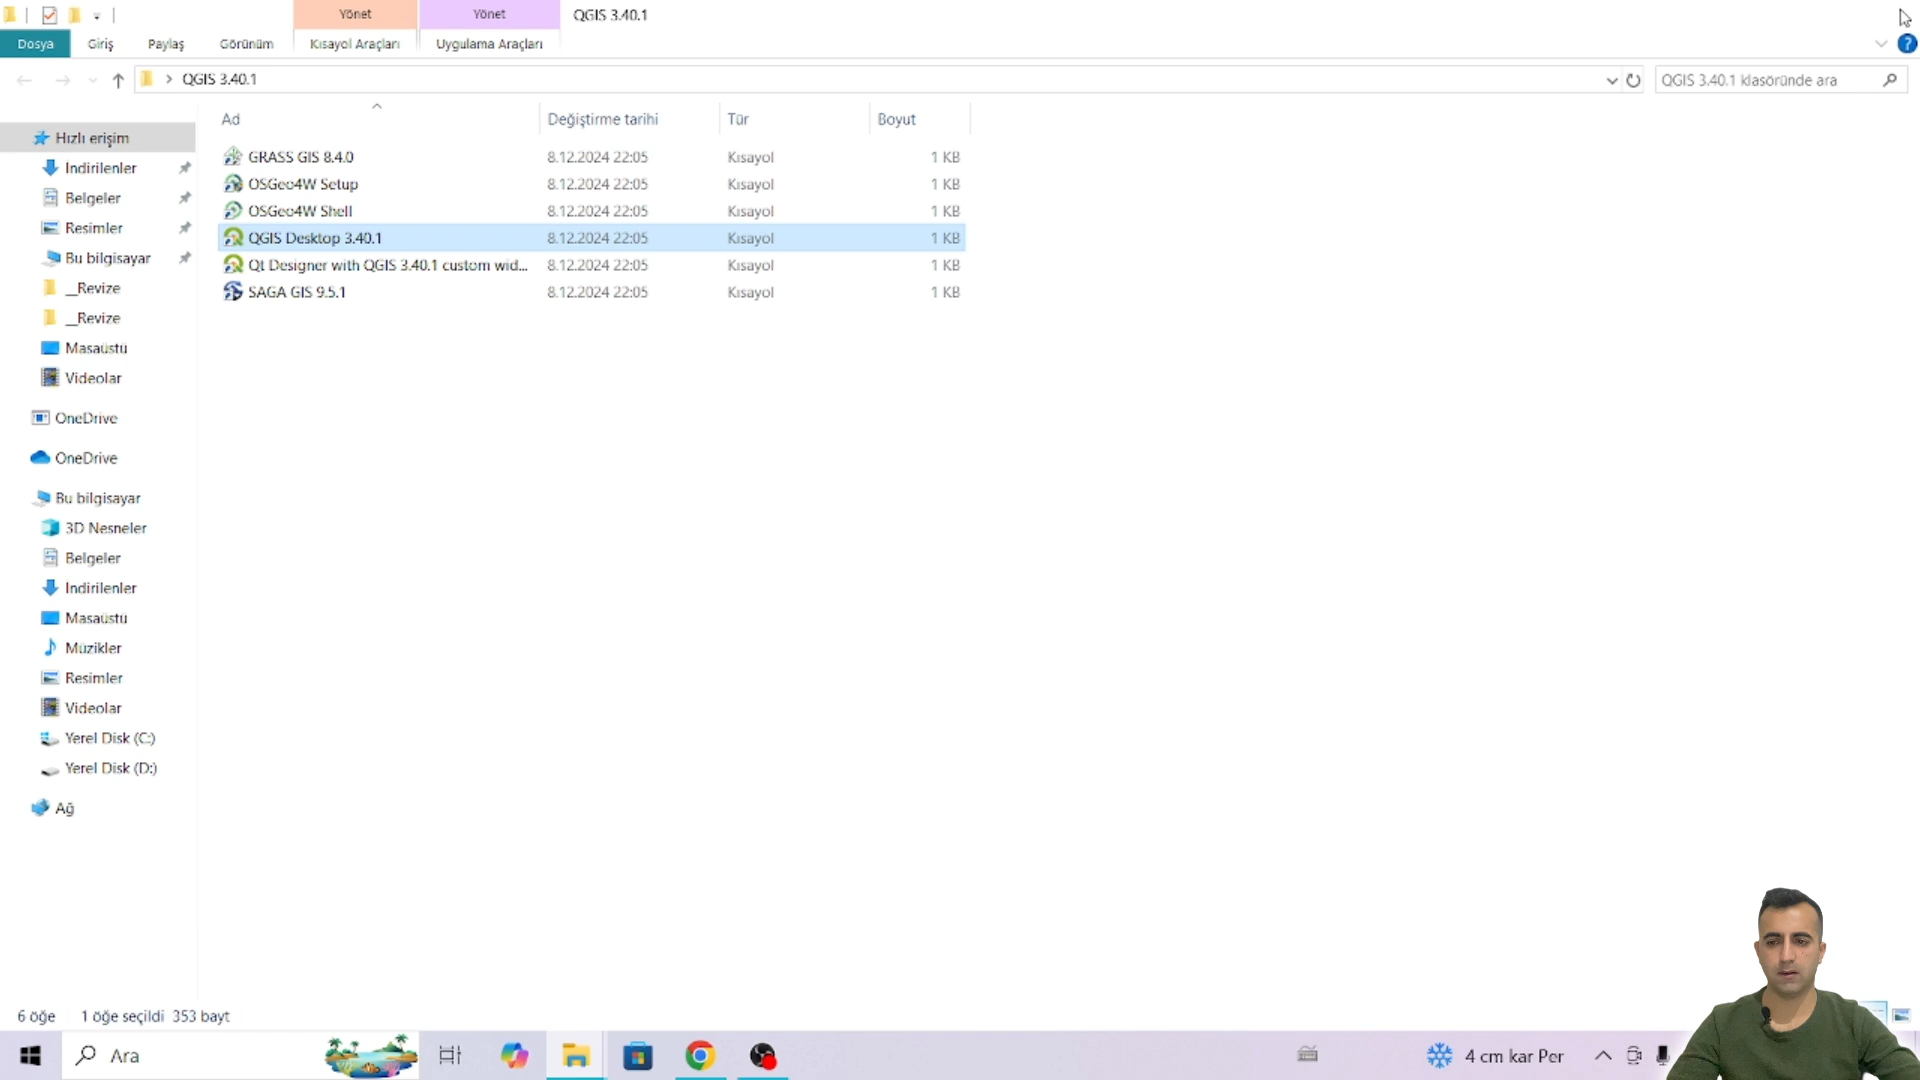 Yönet
Yönet
QGIS 3.40.1
Dosya
Giriş
Paylaş
Görünüm
Kısayol Araçları
Uygulama Araçları
?
QGIS 3.40.1
QGIS 3.40.1 klasöründe ara
Ad
Değiştirme tarihi
Tür
Boyut
GRASS GIS 8.4.0 8.12.2024 22:05 Kısayol 1 KB
OSGeo4W Setup 8.12.2024 22:05 Kısayol 1 KB
OSGeo4W Shell 8.12.2024 22:05 Kısayol 1 KB
QGIS Desktop 3.40.1 8.12.2024 22:05 Kısayol 1 KB
Qt Designer with QGIS 3.40.1 custom wid... 8.12.2024 22:05 Kısayol 1 KB
SAGA GIS 9.5.1 8.12.2024 22:05 Kısayol 1 KB
Hızlı erişim
İndirilenler
Belgeler
Resimler
Bu bilgisayar
__Revize
__Revize
Masaüstü
Videolar
OneDrive
OneDrive
Bu bilgisayar
3D Nesneler
Belgeler
İndirilenler
Masaüstü
Müzikler
Resimler
Videolar
Yerel Disk (C:)
Yerel Disk (D:)
Ağ
6 öğe 1 öğe seçildi 353 bayt
Ara
4 cm kar Per